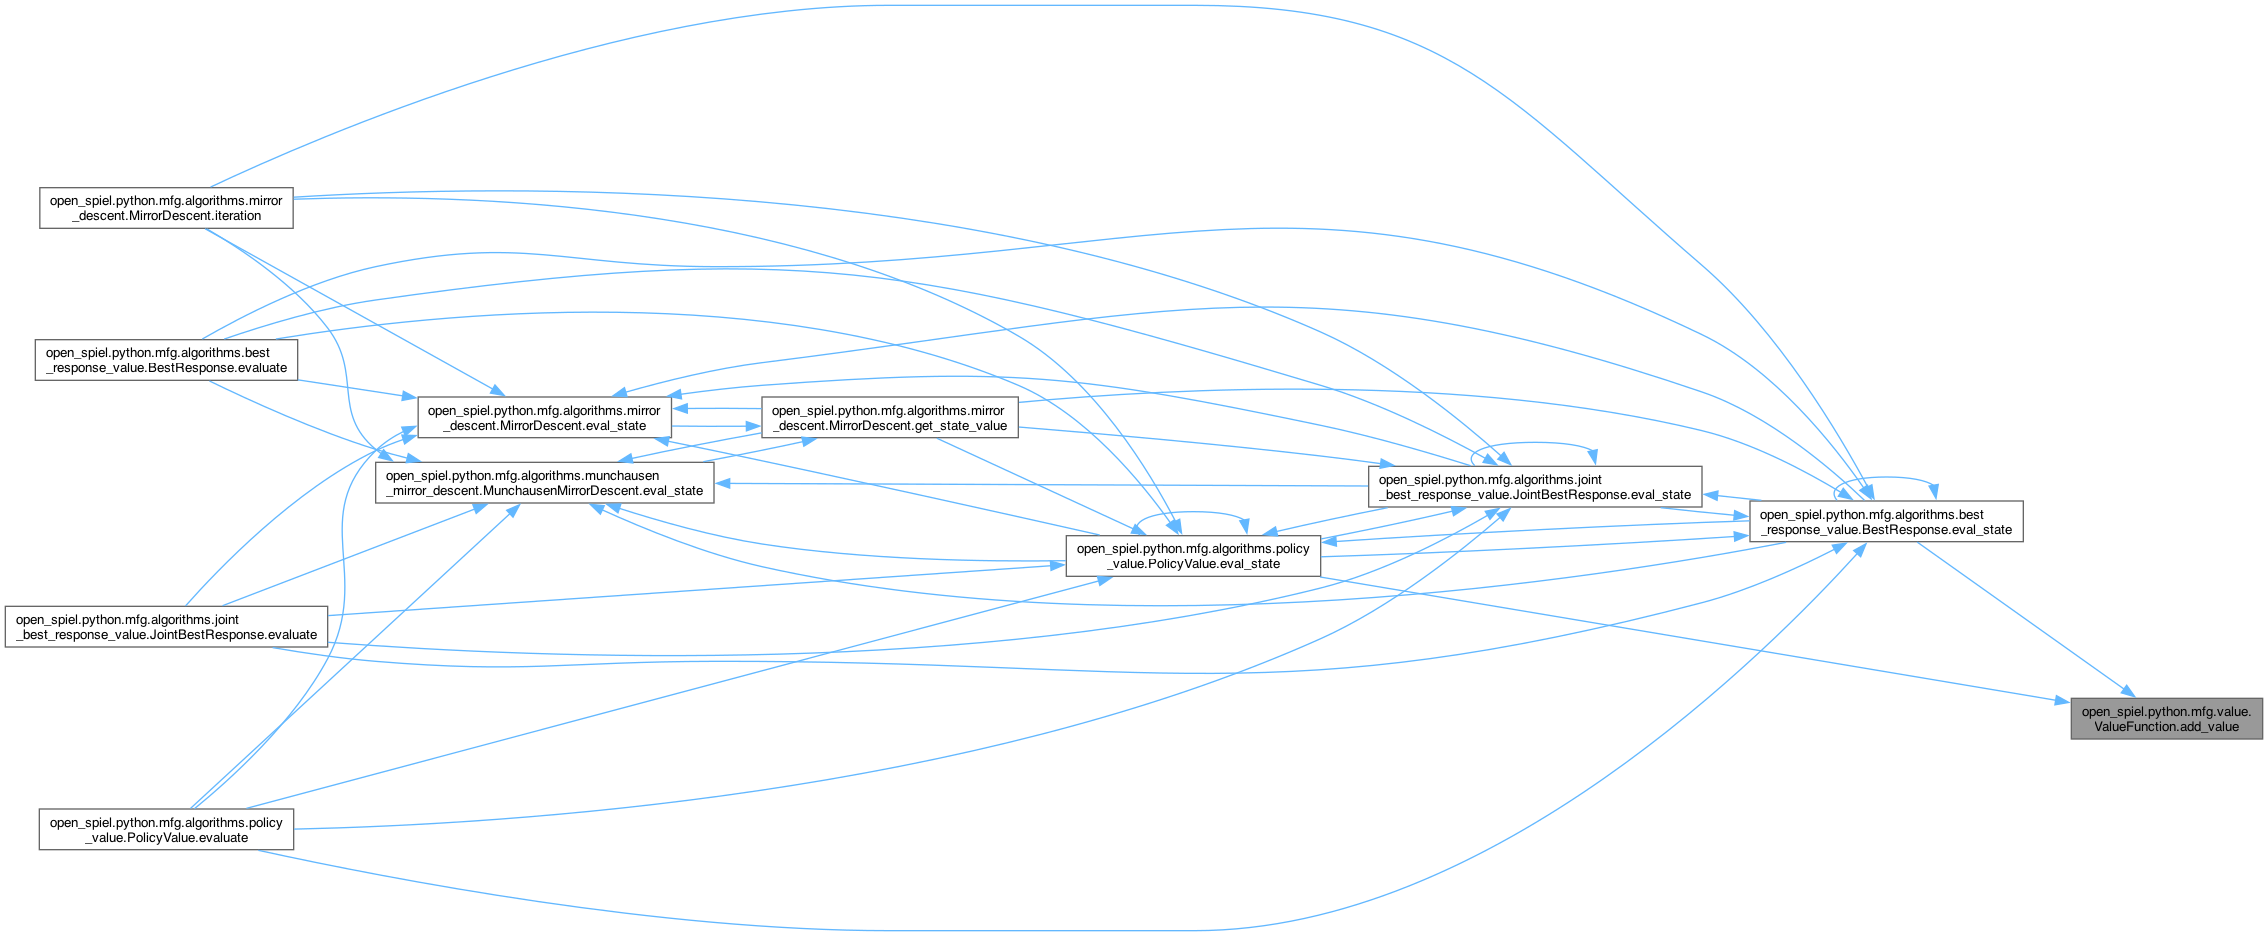 open_spiel.python.mfg.algorithms.mirror
_descent.MirrorDescent.iteration
open_spiel.python.mfg.algorithms.best
_response_value.BestResponse.evaluate
open_spiel.python.mfg.algorithms.mirror
_descent.MirrorDescent.eval_state
open_spiel.python.mfg.algorithms.mirror
_descent.MirrorDescent.get_state_value
open_spiel.python.mfg.algorithms.munchausen
_mirror_descent.MunchausenMirrorDescent.eval_state
open_spiel.python.mfg.algorithms.joint
_best_response_value.JointBestResponse.eval_state
open_spiel.python.mfg.algorithms.best
_response_value.BestResponse.eval_state
open_spiel.python.mfg.algorithms.policy
_value.PolicyValue.eval_state
open_spiel.python.mfg.algorithms.joint
_best_response_value.JointBestResponse.evaluate
open_spiel.python.mfg.value.
ValueFunction.add_value
open_spiel.python.mfg.algorithms.policy
_value.PolicyValue.evaluate